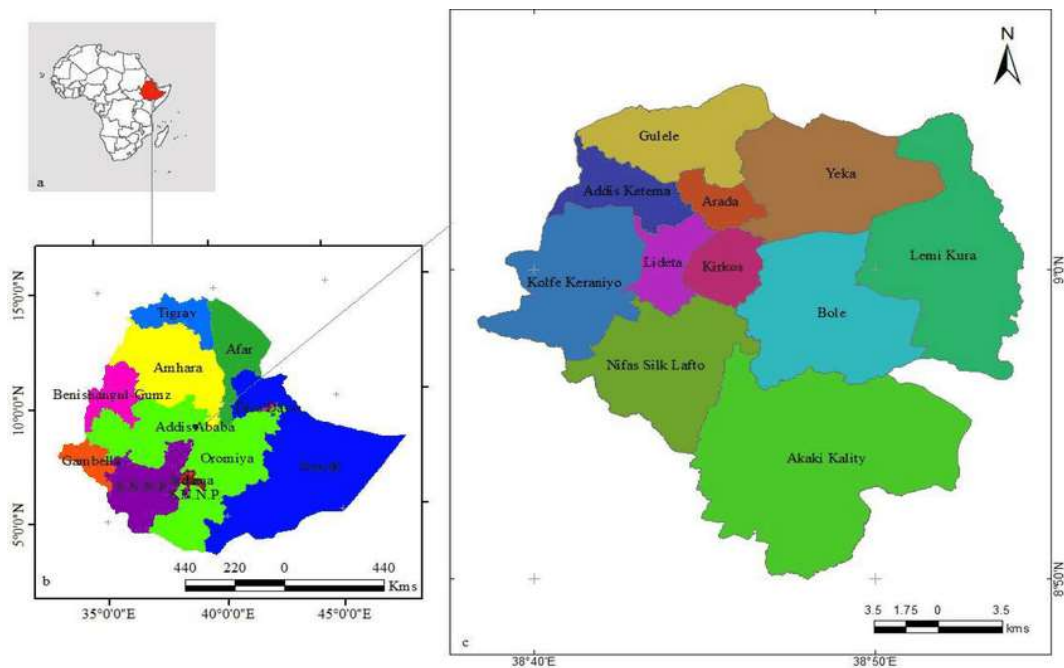 a
15°0'0"N
10°0'0"N
5°0'0"N
Tigray
Afar
Amhara
Benishangul-Gumz
Addis Ababa
Oromiya
Gambella
b
440 220 0 440
Kms
35°0'0"E 40°0'0"E 45°0'0"E
N
Gulele
Yeka
Addis Ketema
Arada
Lemi Kura
Lideta
Kirkos
Kolfe Keraniyo
Bole
Nifas Silk Lafto
Akaki Kality
9°0'N
8°50'N
3.5 1.75 0 3.5
kms
c
38°40'E 38°50'E